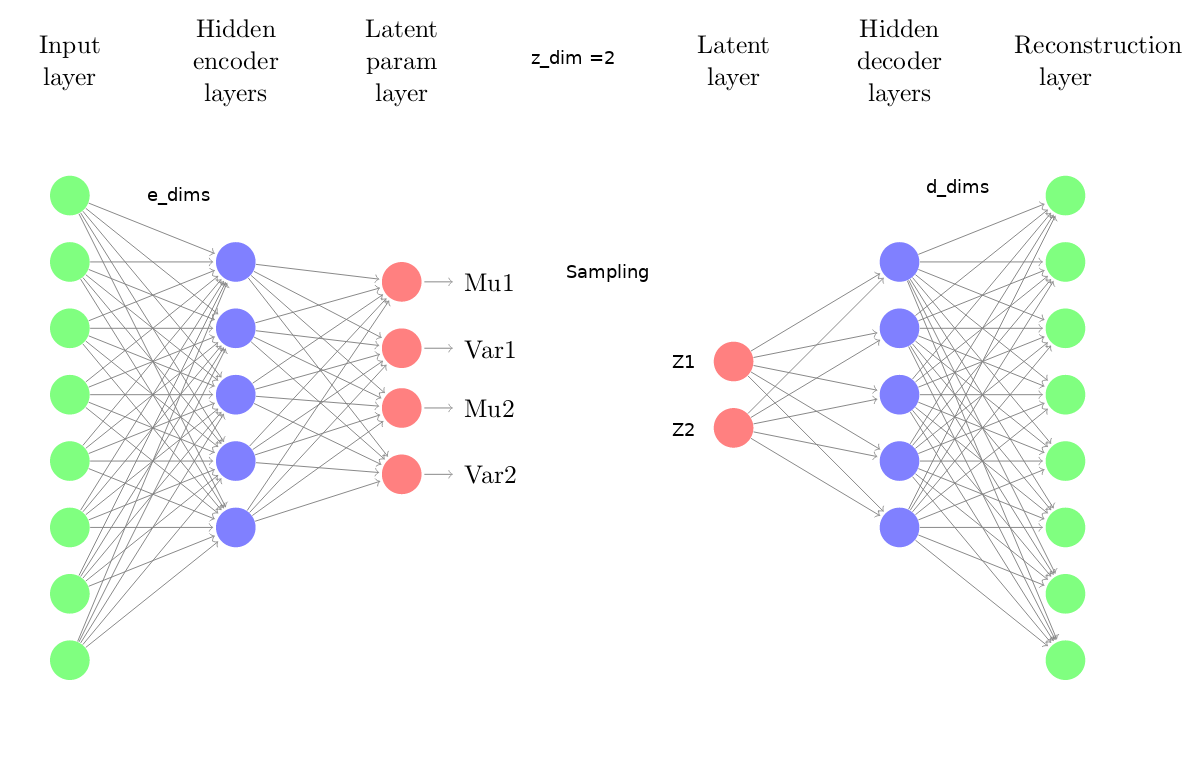 Input
layer
Hidden
encoder
layers
Latent
param
layer
z_dim =2
Latent
layer
Hidden
decoder
layers
Reconstruction
layer
e_dims
d_dims
Mu1
Var1
Mu2
Var2
Sampling
Z1
Z2